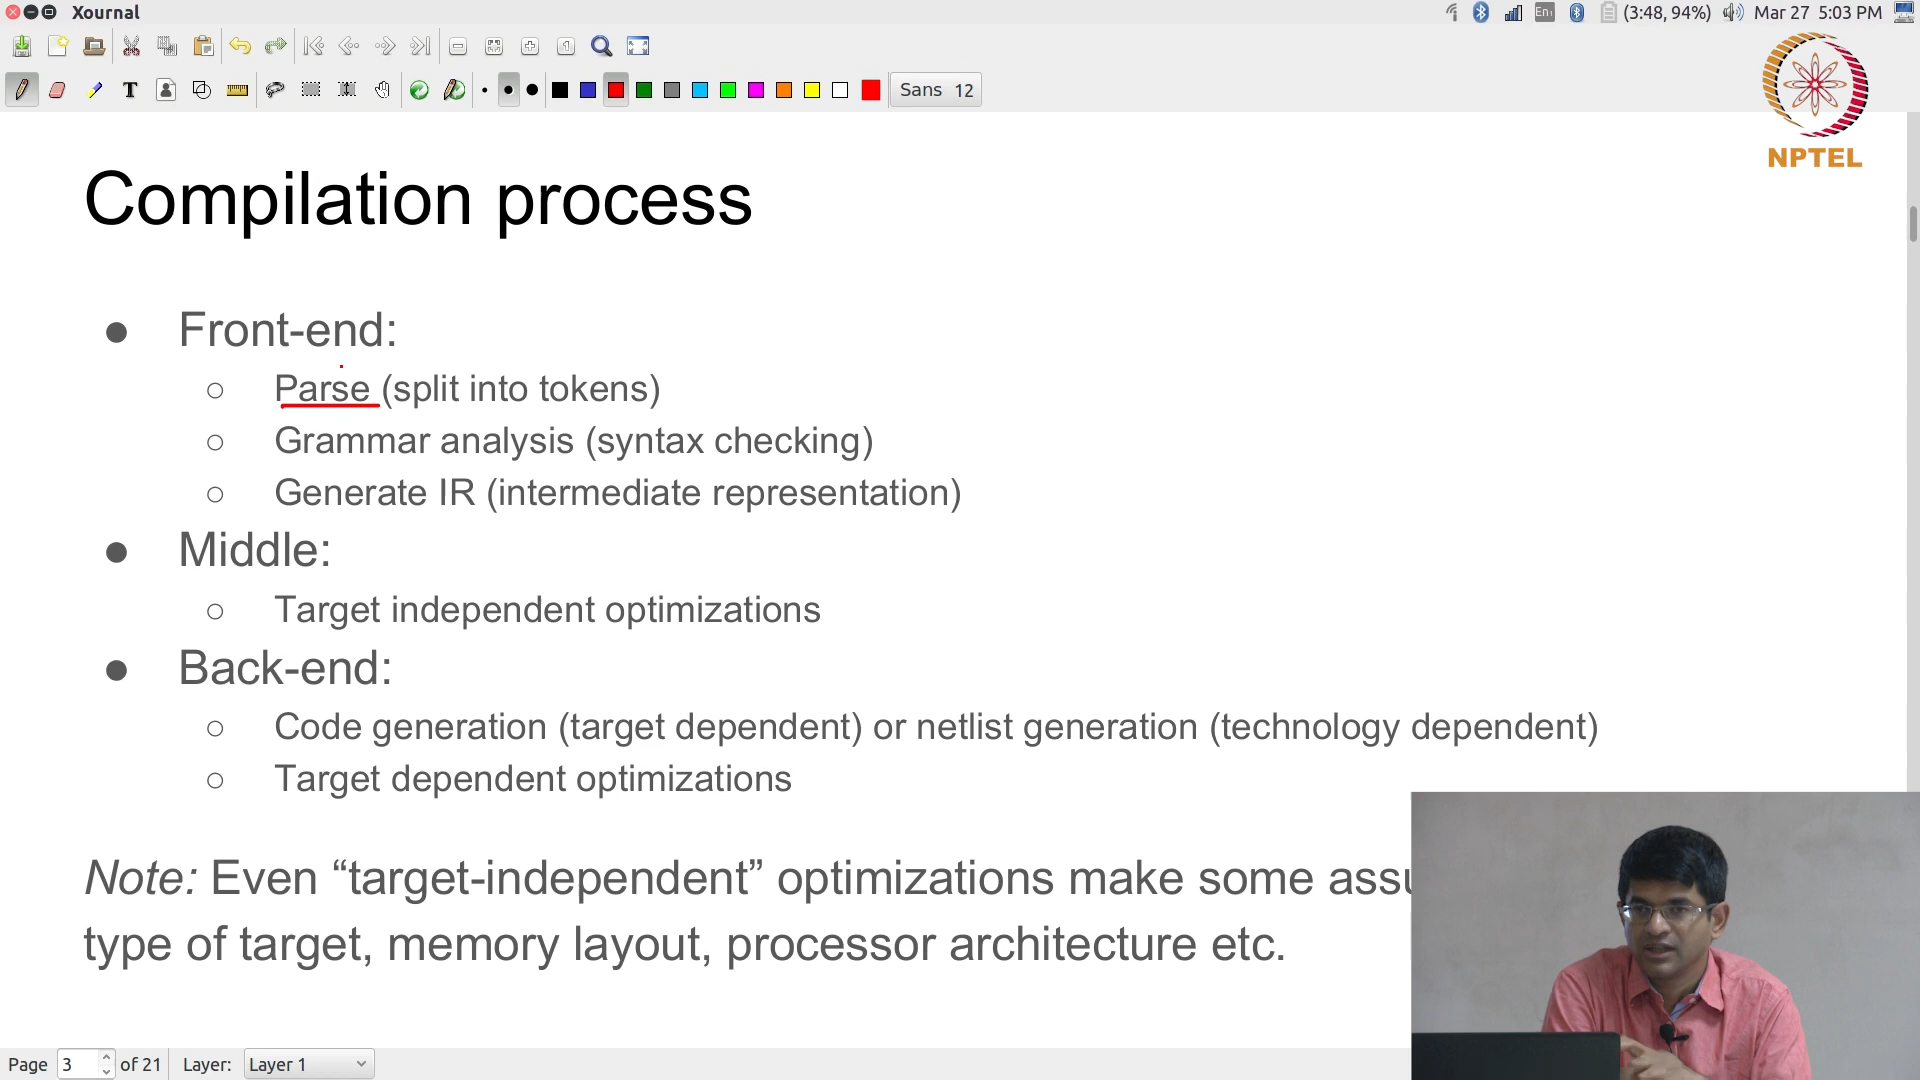 Xournal
En1
(3:48, 94%)
Mar 27 5:03 PM
T
Sans 12
NPTEL
Compilation process
● Front-end:
○ Parse (split into tokens)
○ Grammar analysis (syntax checking)
○ Generate IR (intermediate representation)
● Middle:
○ Target independent optimizations
● Back-end:
○ Code generation (target dependent) or netlist generation (technology dependent)
○ Target dependent optimizations
Note: Even “target-independent” optimizations make some
type of target, memory layout, processor architecture etc.
Page 3 of 21 Layer: Layer 1